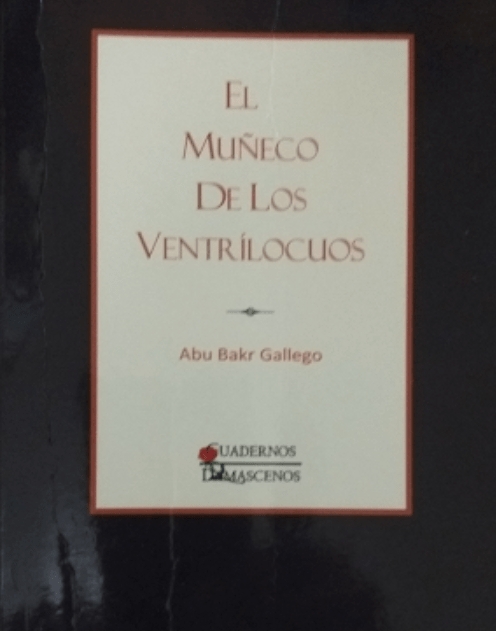 EL
MUÑECO
DE LOS
VENTRÍLOCUOS
Abu Bakr Gallego
CUADERNOS
DAMASCENOS